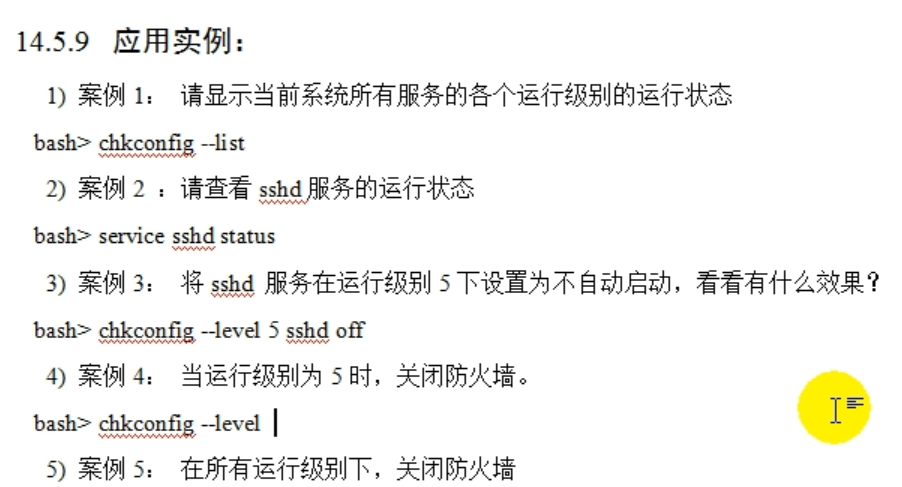 14.5.9 应用实例：
1) 案例 1： 请显示当前系统所有服务的各个运行级别的运行状态
bash> chkconfig --list
2) 案例 2 ：请查看 sshd 服务的运行状态
bash> service sshd status
3) 案例 3： 将 sshd 服务在运行级别 5 下设置为不自动启动，看看有什么效果？
bash> chkconfig --level 5 sshd off
4) 案例 4： 当运行级别为 5 时，关闭防火墙。
bash> chkconfig --level
5) 案例 5： 在所有运行级别下，关闭防火墙